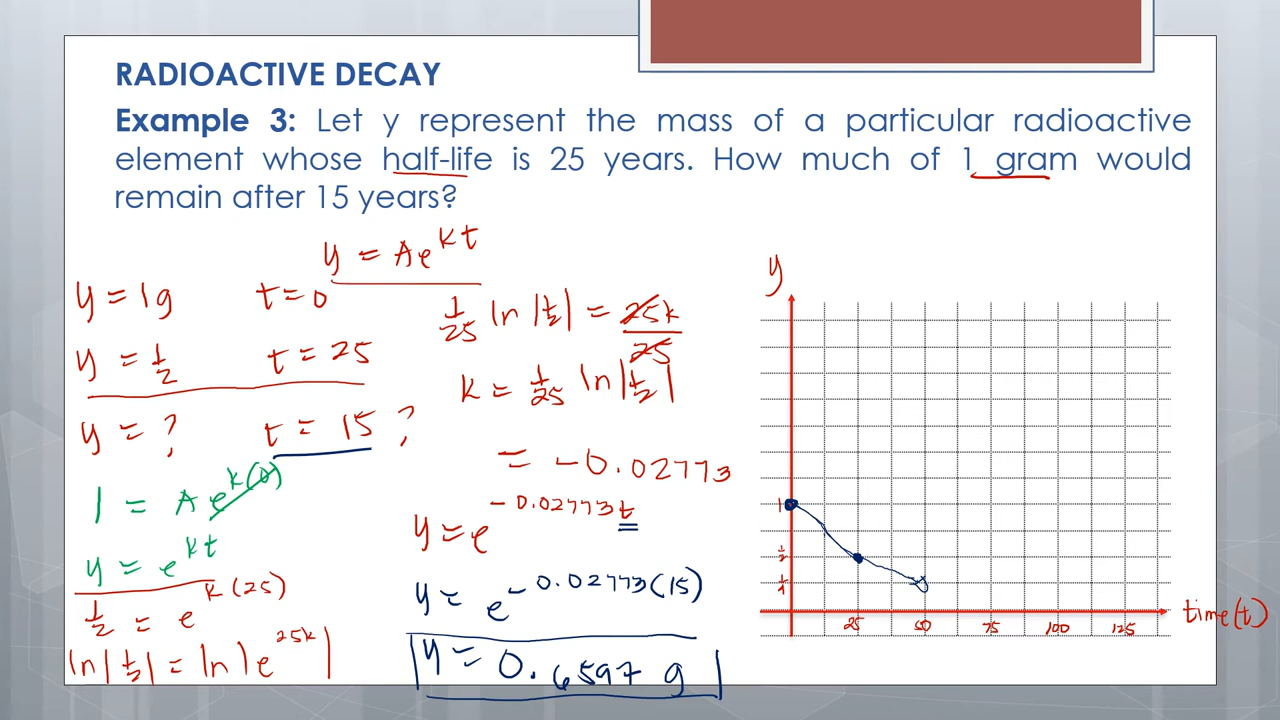 RADIOACTIVE DECAY
Example 3: Let y represent the mass of a particular radioactive
element whose half-life is 25 years. How much of 1 gram would
remain after 15 years?
y = Ae^kt
y = 1g t = 0
y = 1/2 t = 25
y = ? t = 15 ?
1 = Ae^k(0)
y = e^kt
1/2 = e^k(25)
ln|1/2| = ln|e^25k|
1/25 ln|1/2| = 25k/25
k = 1/25 ln|1/2|
= -0.02773
y = e^-0.02773t
y = e^-0.02773(15)
y = 0.6597 g
y
1
1/2
1/4
25 50 75 100 125
time(t)